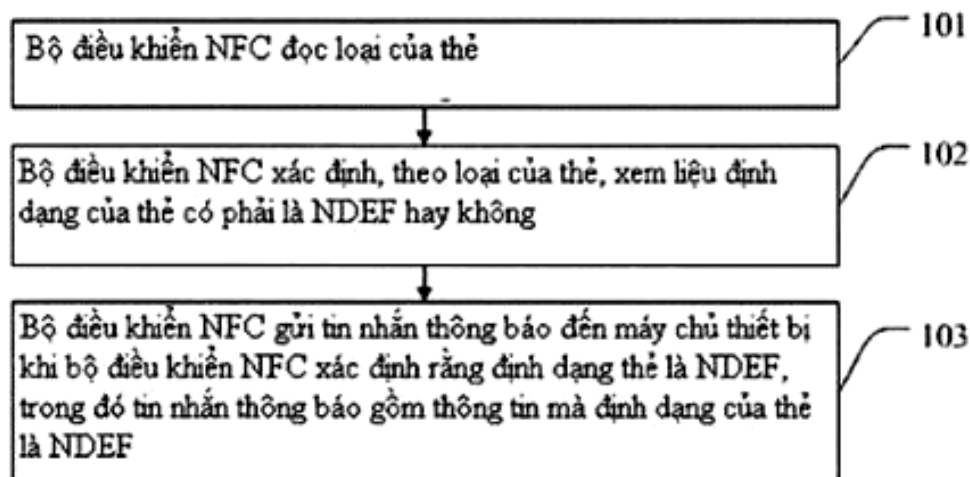 Bộ điều khiển NFC đọc loại của thẻ
101
Bộ điều khiển NFC xác định, theo loại của thẻ, xem liệu định
dạng của thẻ có phải là NDEF hay không
102
Bộ điều khiển NFC gửi tin nhắn thông báo đến máy chủ thiết bị
khi bộ điều khiển NFC xác định rằng định dạng thẻ là NDEF,
trong đó tin nhắn thông báo gồm thông tin mà định dạng của thẻ
là NDEF
103